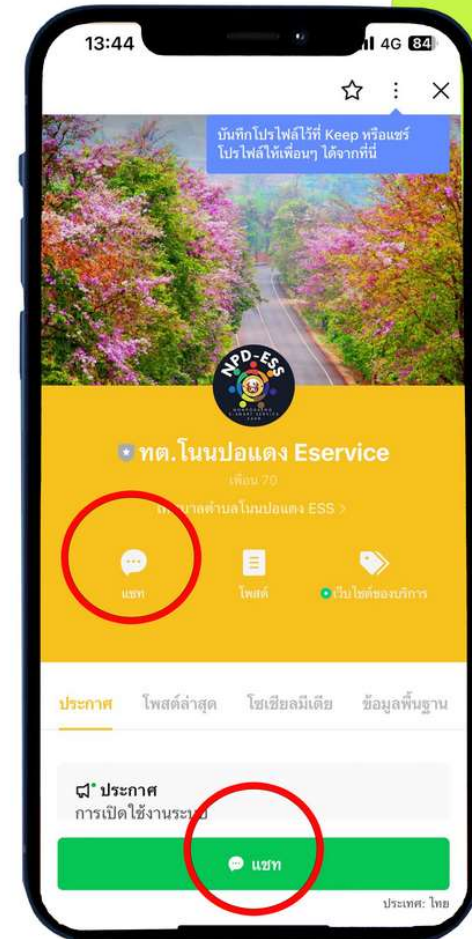 13:44
4G 84
บันทึกโปรไฟล์ไว้ที่ Keep หรือแชร์
โปรไฟล์ให้เพื่อนๆ ได้จากที่นี่
NPD-ESS
ทต.โนนปอแดง Eservice
เพื่อน 70
เทศบาลตำบลโนนปอแดง ESS >
แชท
โพสต์
เว็บไซต์ของบริการ
ประกาศ โพสต์ล่าสุด โซเชียลมีเดีย ข้อมูลพื้นฐาน
ประกาศ
การเปิดใช้งานระบบ
แชท
ประเทศ: ไทย